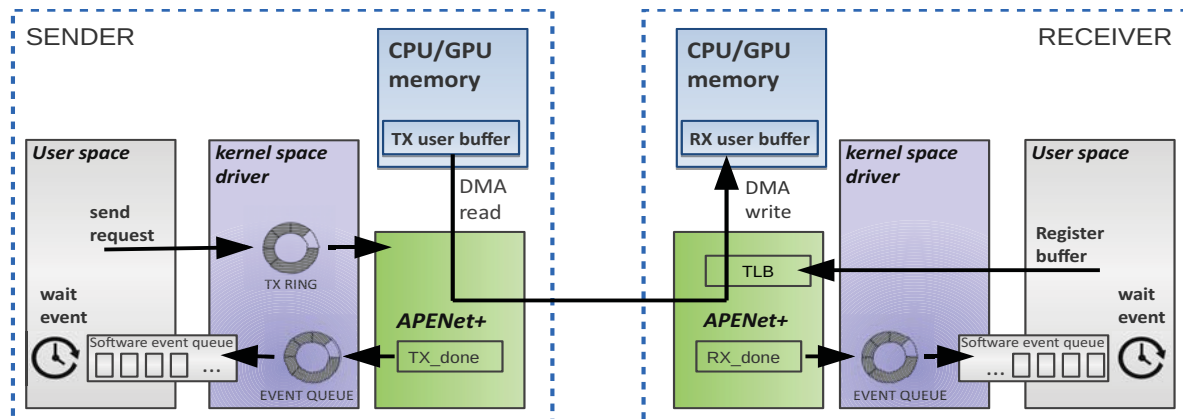 SENDER
CPU/GPU
memory
TX user buffer
User space
kernel space
driver
DMA
read
send
request
TX RING
wait
event
APENet+
Software event queue
...
EVENT QUEUE
TX_done
RECEIVER
CPU/GPU
memory
RX user buffer
kernel space
driver
User space
DMA
write
TLB
Register
buffer
APENet+
wait
event
RX_done
EVENT QUEUE
Software event queue
...